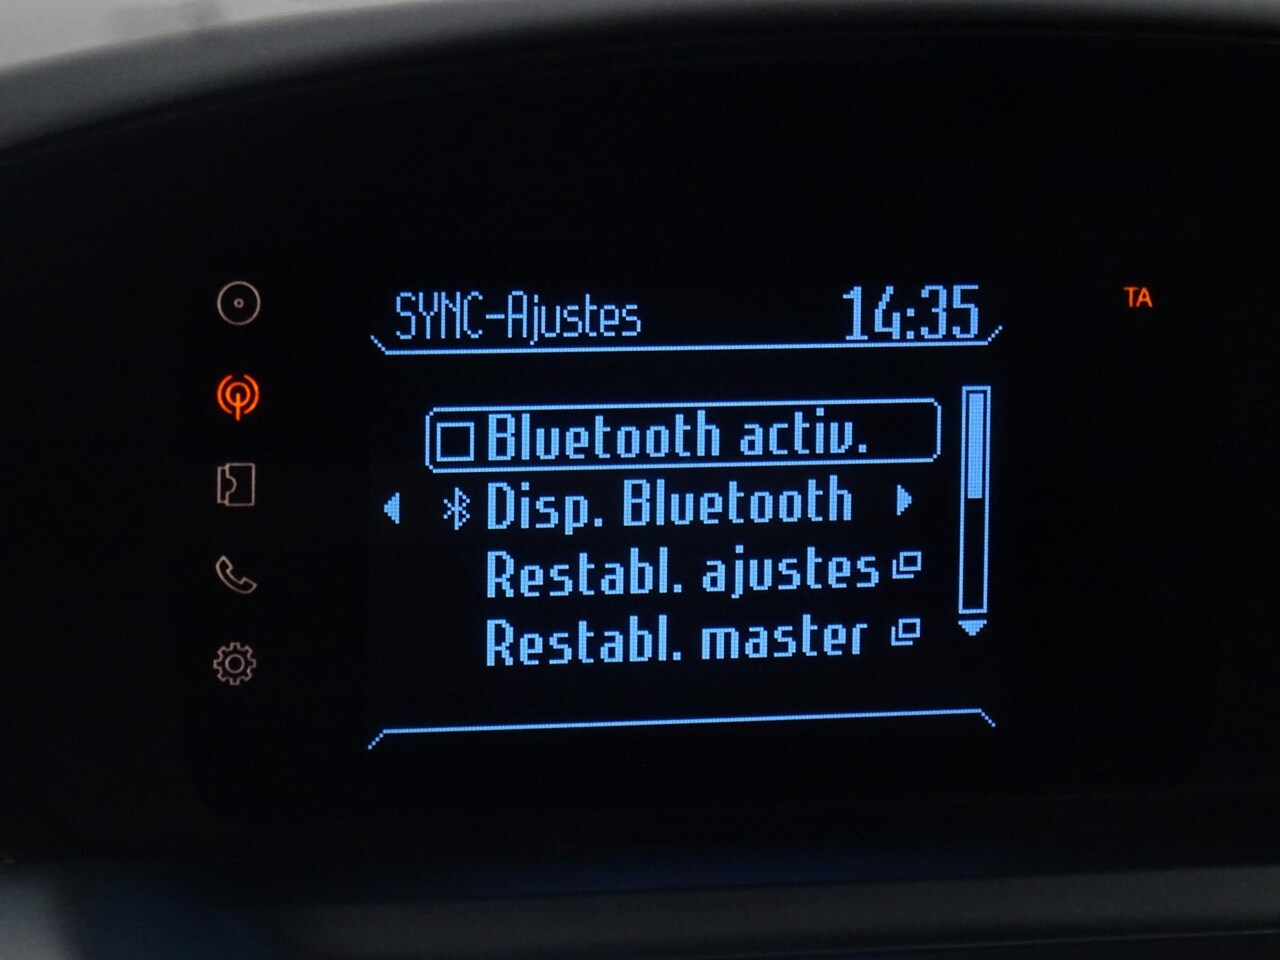 SYNC-Ajustes 14:35 TA
Bluetooth activ.
Disp. Bluetooth
Restabl. ajustes
Restabl. master